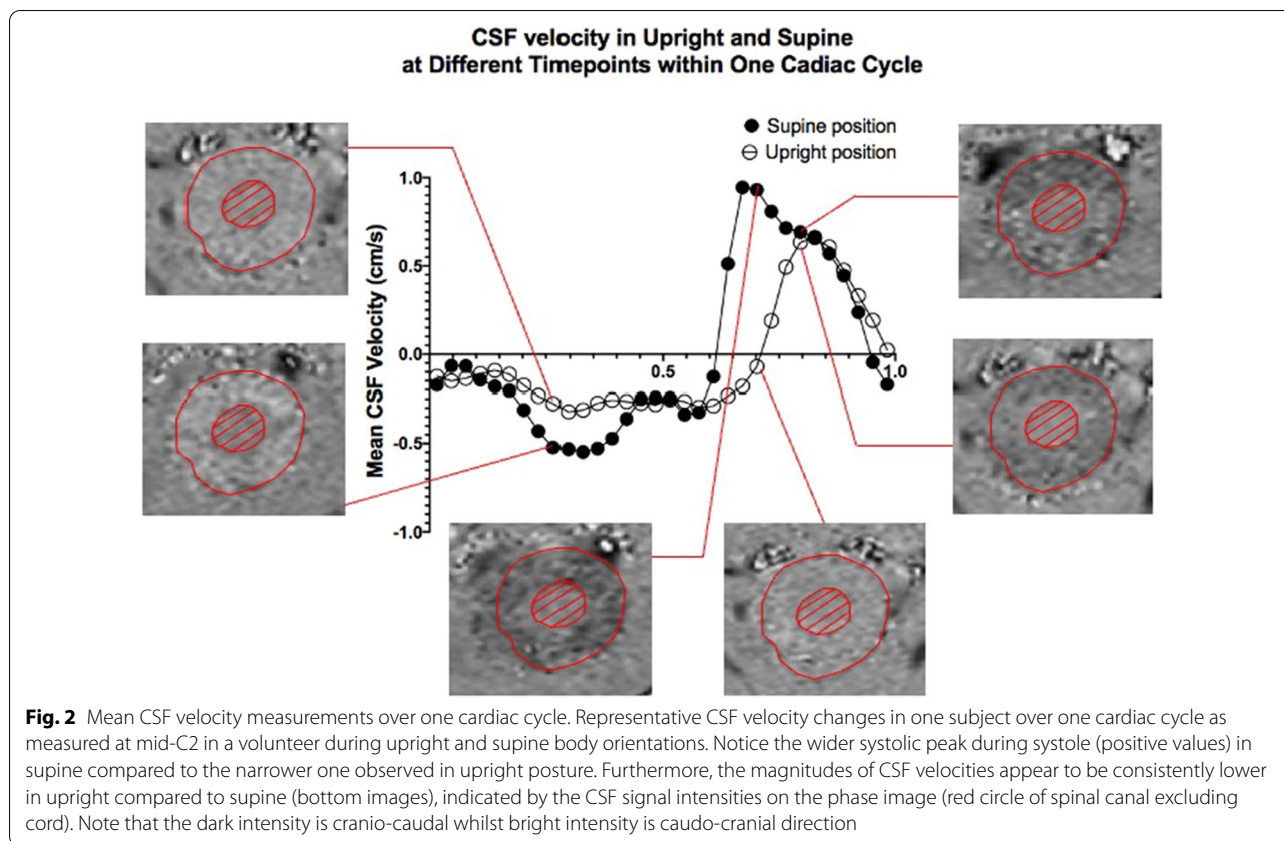 CSF velocity in Upright and Supine
at Different Timepoints within One Cadiac Cycle
Supine position
Upright position
Mean CSF Velocity (cm/s)
1.0
0.5
0.0
-0.5
-1.0
0.5
1.0
Fig. 2 Mean CSF velocity measurements over one cardiac cycle. Representative CSF velocity changes in one subject over one cardiac cycle as
measured at mid-C2 in a volunteer during upright and supine body orientations. Notice the wider systolic peak during systole (positive values) in
supine compared to the narrower one observed in upright posture. Furthermore, the magnitudes of CSF velocities appear to be consistently lower
in upright compared to supine (bottom images), indicated by the CSF signal intensities on the phase image (red circle of spinal canal excluding
cord). Note that the dark intensity is cranio-caudal whilst bright intensity is caudo-cranial direction